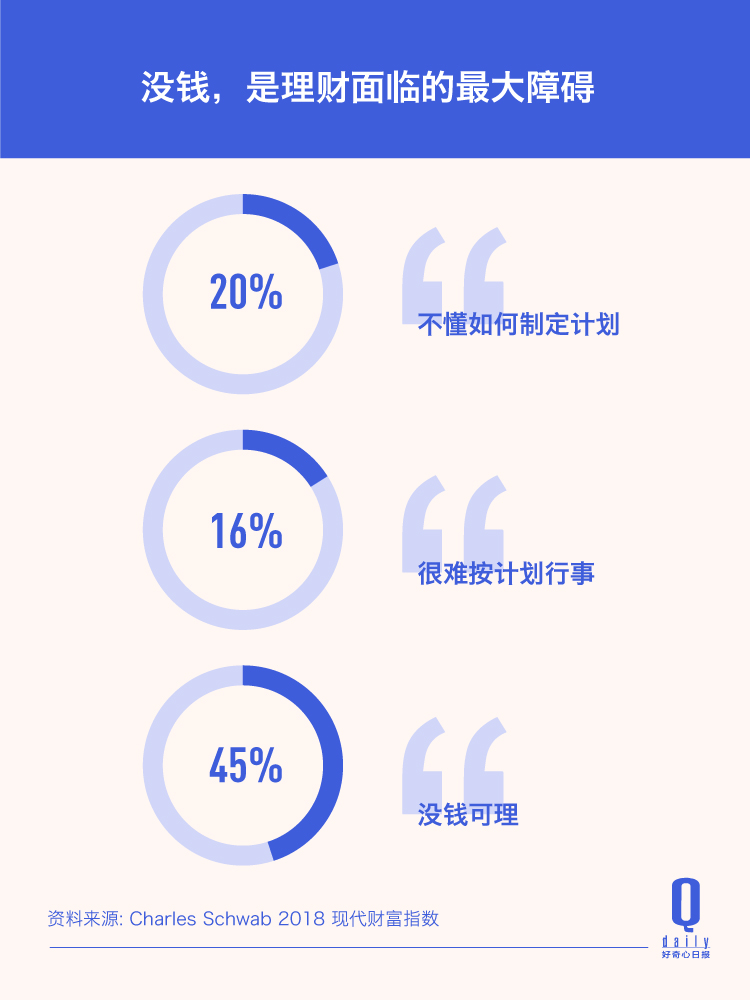 没钱，是理财面临的最大障碍
20%
不懂如何制定计划
16%
很难按计划行事
45%
没钱可理
资料来源: Charles Schwab 2018 现代财富指数
Q
daily
好奇心日报